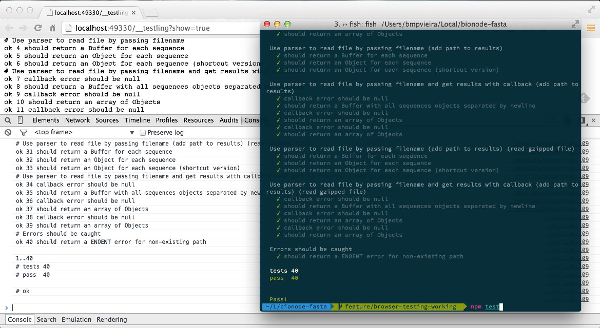 localhost:49330/__testling?sho
localhost:49330/__testling?show=true
# Use parser to read file by passing filename
ok 4 should return a Buffer for each sequence
ok 5 should return an Object for each sequence
ok 6 should return an Object for each sequence (shortcut version)
# Use parser to read file by passing filename and get results wi
ok 7 callback error should be null
ok 8 should return a Buffer with all sequences objects separated
ok 9 callback error should be null
ok 10 should return an array of Objects
ok 11 callback error should be null
Elements Network Sources Timeline Profiles Resources Audits Cons
<top frame> Preserve log
# Use parser to read file by passing filename (add path to results) (rea
ok 31 should return a Buffer for each sequence
ok 32 should return an Object for each sequence
ok 33 should return an Object for each sequence (shortcut version)
# Use parser to read file by passing filename and get results with callb
ok 34 callback error should be null
ok 35 should return a Buffer with all sequences objects separated by new
ok 36 callback error should be null
ok 37 should return an array of Objects
ok 38 callback error should be null
ok 39 should return an array of Objects
# Errors should be caught
ok 40 should return a ENOENT error for non-existing path
1..40
# tests 40
# pass 40
# ok
Console Search Emulation Rendering
3. fish /Users/bmpvieira/Local/bionode-fasta
✓ should return an array of Objects
Use parser to read file by passing filename (add path to results)
✓ should return a Buffer for each sequence
✓ should return an Object for each sequence
✓ should return an Object for each sequence (shortcut version)
Use parser to read file by passing filename and get results with callback (add path to
results)
✓ callback error should be null
✓ should return a Buffer with all sequences objects separated by newline
✓ callback error should be null
✓ should return an array of Objects
✓ callback error should be null
✓ should return an array of Objects
Use parser to read file by passing filename (add path to results) (read gzipped file)
✓ should return a Buffer for each sequence
✓ should return an Object for each sequence
✓ should return an Object for each sequence (shortcut version)
Use parser to read file by passing filename and get results with callback (add path to
results) (read gzipped file)
✓ callback error should be null
✓ should return a Buffer with all sequences objects separated by newline
✓ callback error should be null
✓ should return an array of Objects
✓ callback error should be null
✓ should return an array of Objects
Errors should be caught
✓ should return a ENOENT error for non-existing path
tests 40
pass 40
Pass!
feature/browser-testing-working npm test